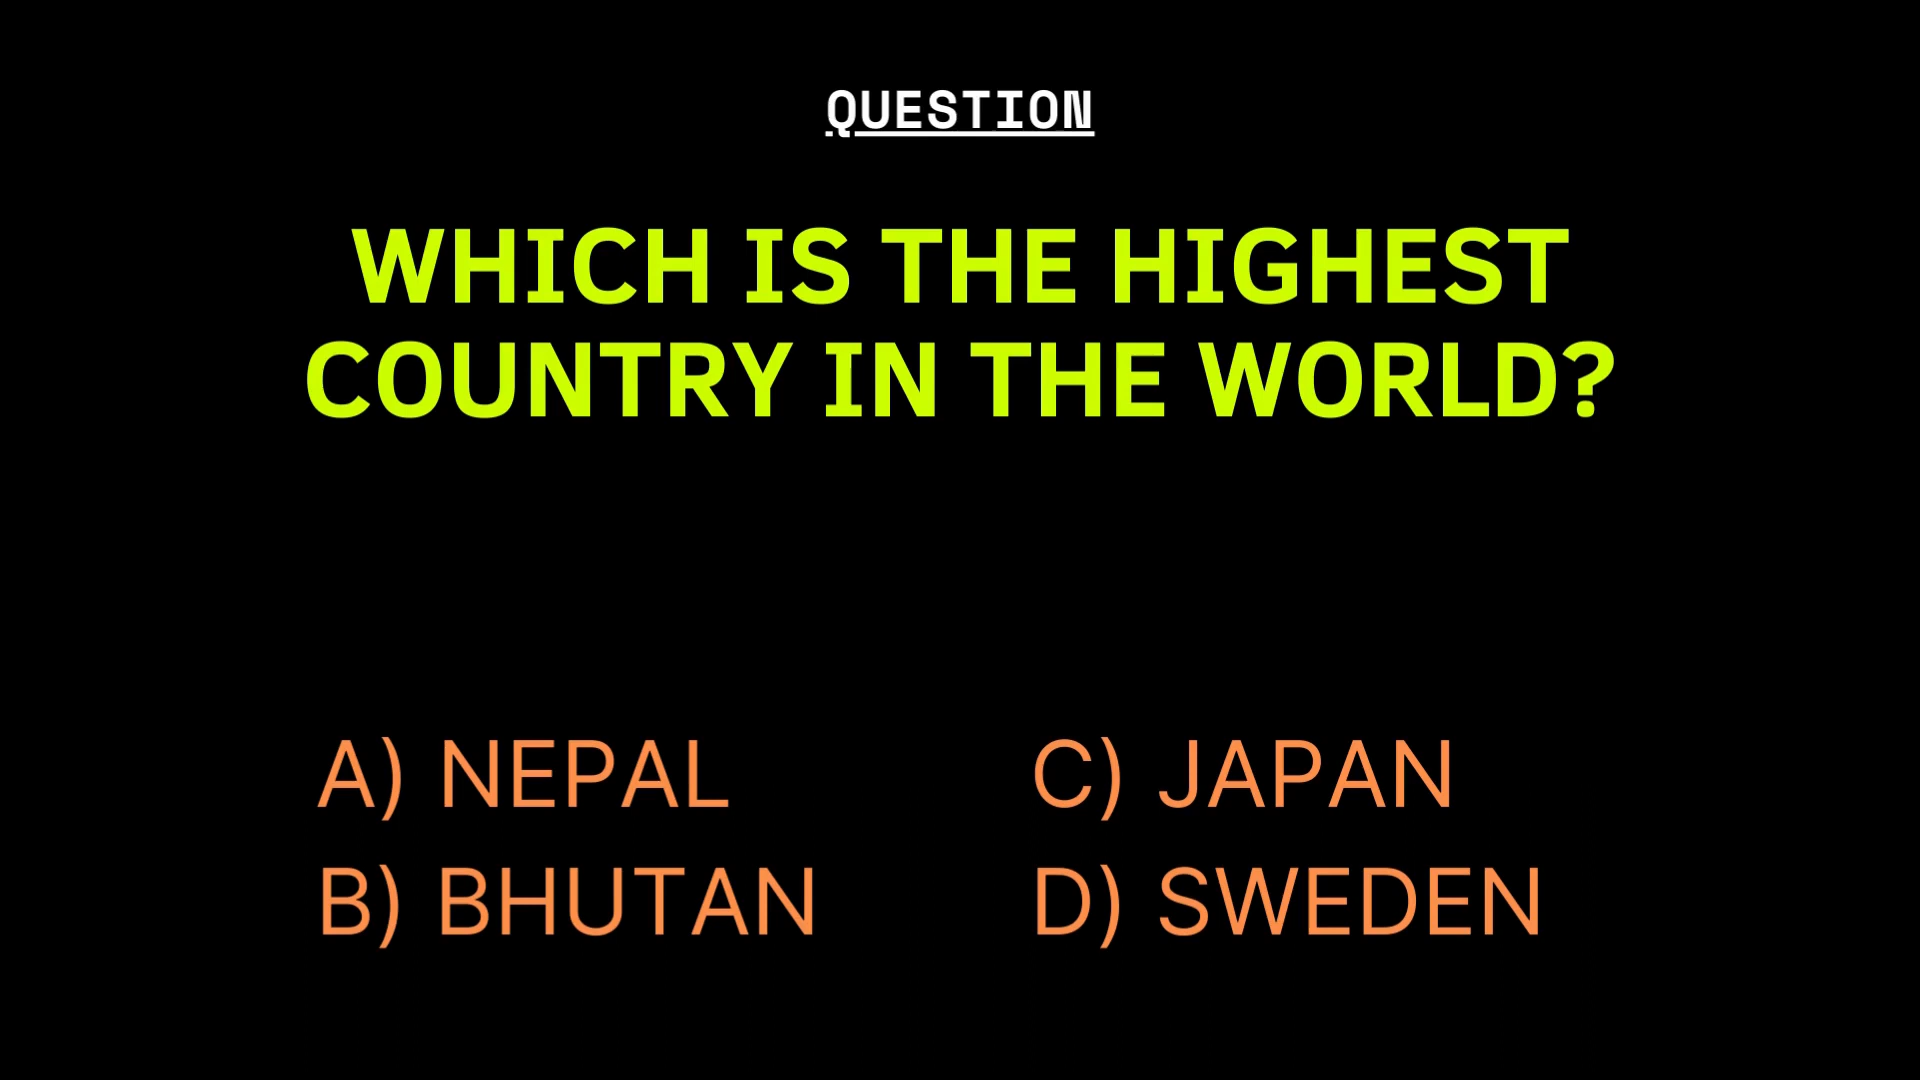 QUESTION
WHICH IS THE HIGHEST
COUNTRY IN THE WORLD?
A) NEPAL
B) BHUTAN
C) JAPAN
D) SWEDEN